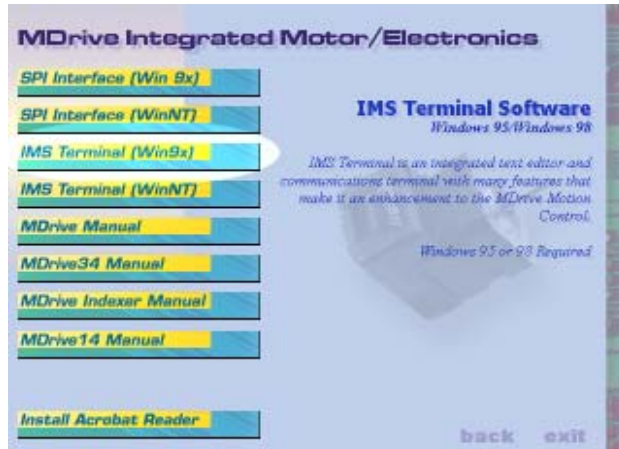 MDrive Integrated Motor/Electronics
SPI Interface (Win 9x)
SPI Interface (WinNT)
IMS Terminal (Win9x)
IMS Terminal (WinNT)
MDrive Manual
MDrive34 Manual
MDrive Indexer Manual
MDrive14 Manual
Install Acrobat Reader
IMS Terminal Software
Windows 95/Windows 98
IMS Terminal is an integrated text editor and
communications terminal with many features that
make it an enhancement to the MDrive Motion
Control.
Windows 95 or 98 Required
back exit